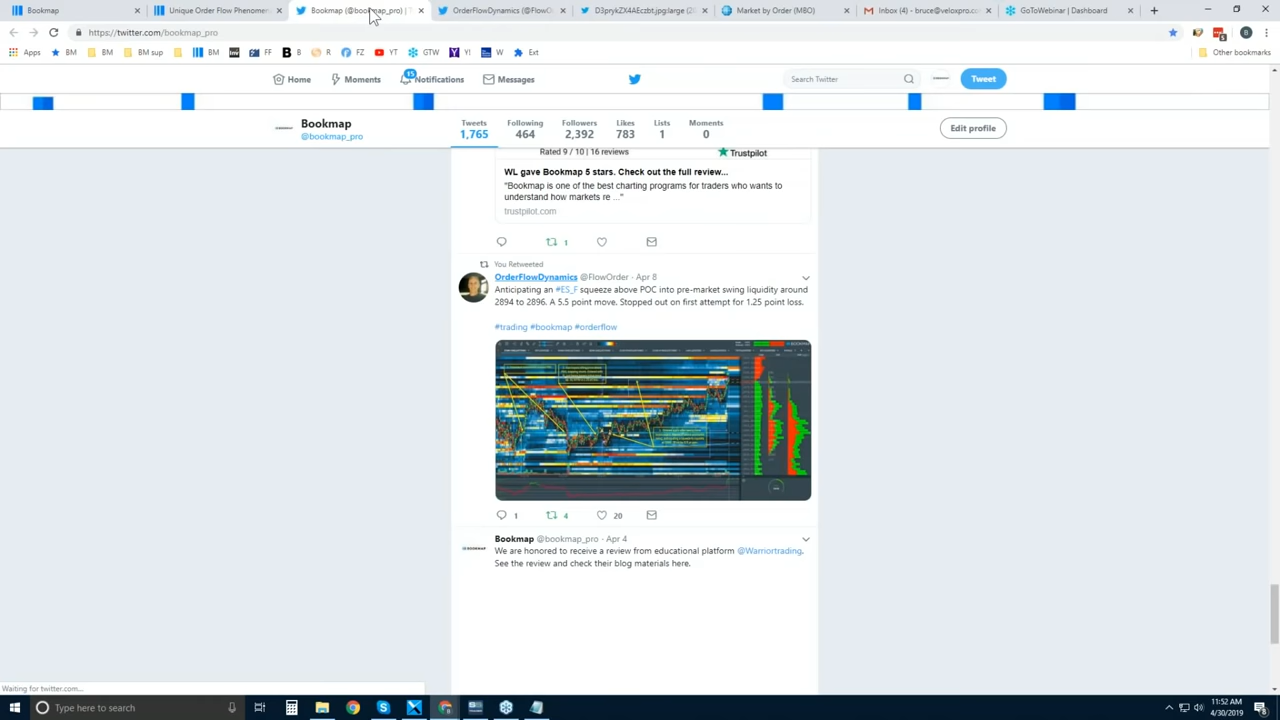 Bookmap
Unique Order Flow Phenomen
Bookmap (@bookmap_pro) | T
OrderFlowDynamics (@FlowO
D3prykZX4AEczbt.jpg:large (2
Market by Order (MBO)
Inbox (4) - bruce@veloxpro.c
GoToWebinar | Dashboard
https://twitter.com/bookmap_pro
Apps
BM
BM
BM sup
BM
FF
B
R
FZ
YT
GTW
Y!
W
Ext
Other bookmarks
Home
Moments
15
Notifications
Messages
Search Twitter
Tweet
Bookmap
@bookmap_pro
Tweets
1,765
Following
464
Followers
2,392
Likes
783
Lists
1
Moments
0
Edit profile
Rated 9 / 10 | 16 reviews
Trustpilot
WL gave Bookmap 5 stars. Check out the full review...
"Bookmap is one of the best charting programs for traders who wants to
understand how markets re ..."
trustpilot.com
1
You Retweeted
OrderFlowDynamics @FlowOrder · Apr 8
Anticipating an #ES_F squeeze above POC into pre-market swing liquidity around
2894 to 2896. A 5.5 point move. Stopped out on first attempt for 1.25 point loss.
#trading #bookmap #orderflow
1
4
20
Bookmap @bookmap_pro · Apr 4
We are honored to receive a review from educational platform @Warriortrading.
See the review and check their blog materials here.
Waiting for twitter.com...
Type here to search
11:52 AM
4/30/2019